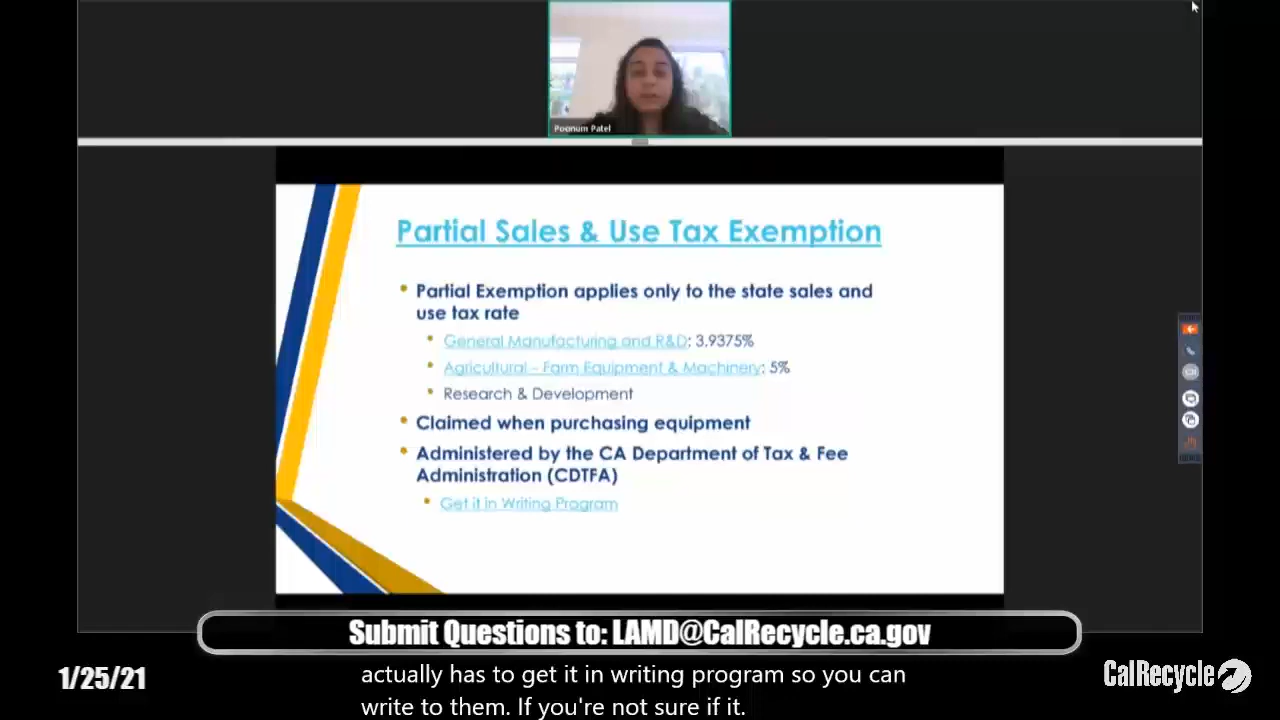 Poonum Patel
Partial Sales & Use Tax Exemption
Partial Exemption applies only to the state sales and
use tax rate
General Manufacturing and R&D: 3.9375%
Agricultural – Farm Equipment & Machinery: 5%
Research & Development
Claimed when purchasing equipment
Administered by the CA Department of Tax & Fee
Administration (CDTFA)
Get it in Writing Program
Submit Questions to: LAMD@CalRecycle.ca.gov
actually has to get it in writing program so you can
write to them. If you're not sure if it.
1/25/21
CalRecycle